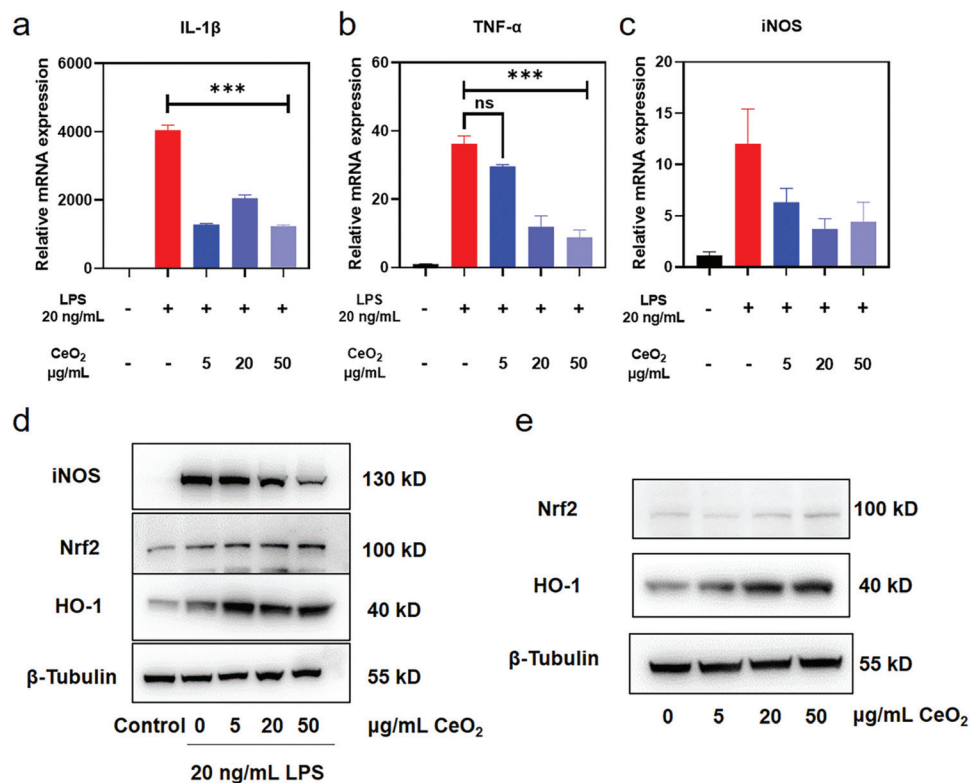 a
IL-1β
Relative mRNA expression
6000
4000
2000
0
***
LPS
20 ng/mL
- + + + +
CeO₂
μg/mL
- - 5 20 50
b
TNF-α
Relative mRNA expression
60
40
20
0
***
ns
LPS
20 ng/mL
- + + + +
CeO₂
μg/mL
- - 5 20 50
c
iNOS
Relative mRNA expression
20
15
10
5
0
LPS
20 ng/mL
- + + + +
CeO₂
μg/mL
- - 5 20 50
d
iNOS 130 kD
Nrf2 100 kD
HO-1 40 kD
β-Tubulin 55 kD
Control 0 5 20 50 μg/mL CeO₂
20 ng/mL LPS
e
Nrf2 100 kD
HO-1 40 kD
β-Tubulin 55 kD
0 5 20 50 μg/mL CeO₂